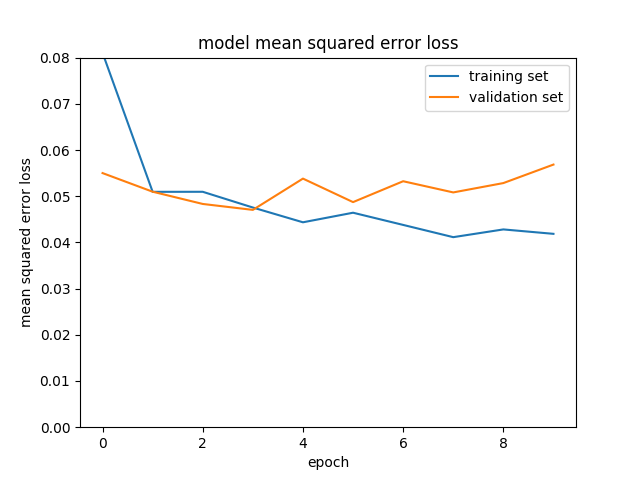 model mean squared error loss
training set
validation set
mean squared error loss
0.08
0.07
0.06
0.05
0.04
0.03
0.02
0.01
0.00
0 2 4 6 8
epoch